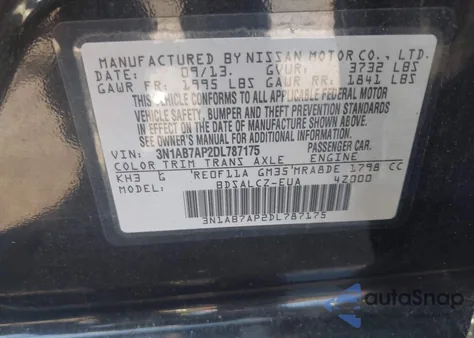 MANUFACTURED BY NISSAN MOTOR CO., LTD.
DATE: 09/13. GVWR: 3732 LBS
GAWR FR: 1995 LBS GAWR RR: 1841 LBS
THIS VEHICLE CONFORMS TO ALL APPLICABLE FEDERAL MOTOR
VEHICLE SAFETY, BUMPER AND THEFT PREVENTION STANDARDS
IN EFFECT ON THE DATE OF MANUFACTURE SHOWN ABOVE.
SEE OWNER'S MANUAL FOR ADDITIONAL INFORMATION.
VIN: 3N1AB7AP2DL787175 PASSENGER CAR.
COLOR TRIM TRANS AXLE ENGINE
KH3 G RE0F11A GM35 MRA8DE 1798 CC
BDSALCZ-EUA 42000
3N1AB7AP2DL787175
autoSnap